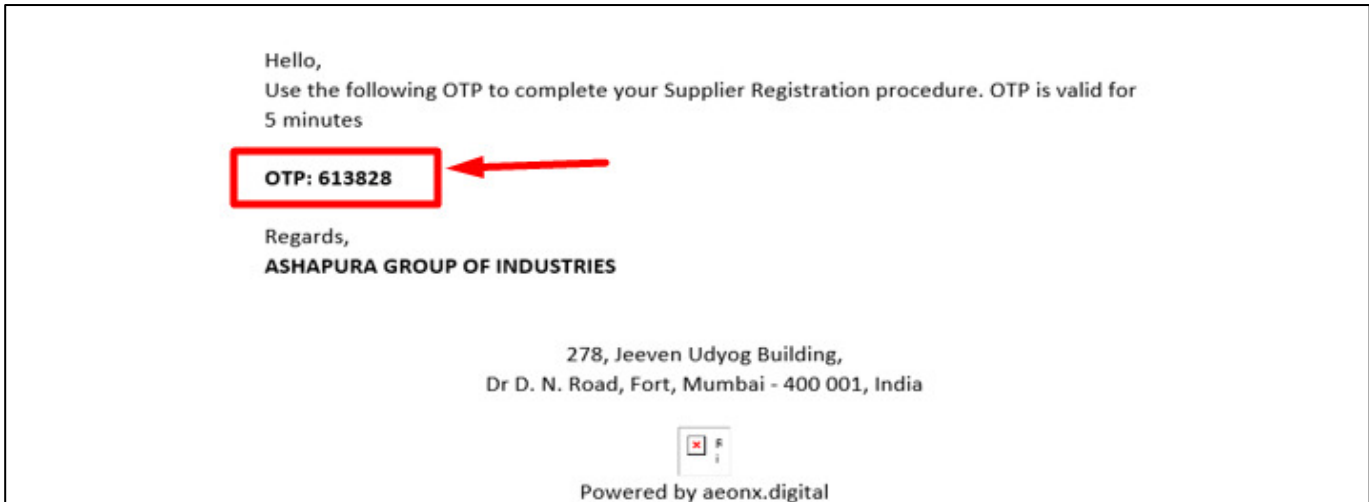 Hello,
Use the following OTP to complete your Supplier Registration procedure. OTP is valid for
5 minutes
OTP: 613828
Regards,
ASHAPURA GROUP OF INDUSTRIES
278, Jeeven Udyog Building,
Dr D. N. Road, Fort, Mumbai - 400 001, India
Powered by aeonx.digital